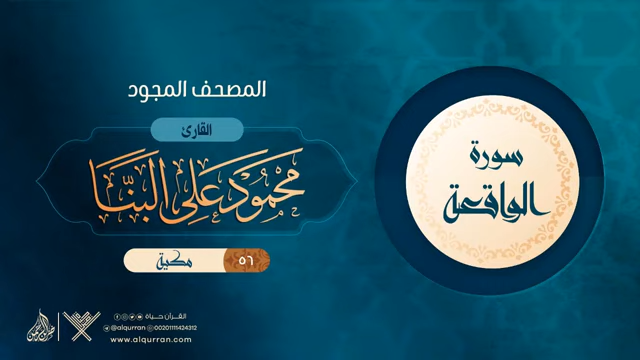 المصحف المجود
القارئ
محمود علي البنا
مكية
٥٦
سورة
الواقعة
القرآن حياة
@alqurran 00201111424312
www.alqurran.com